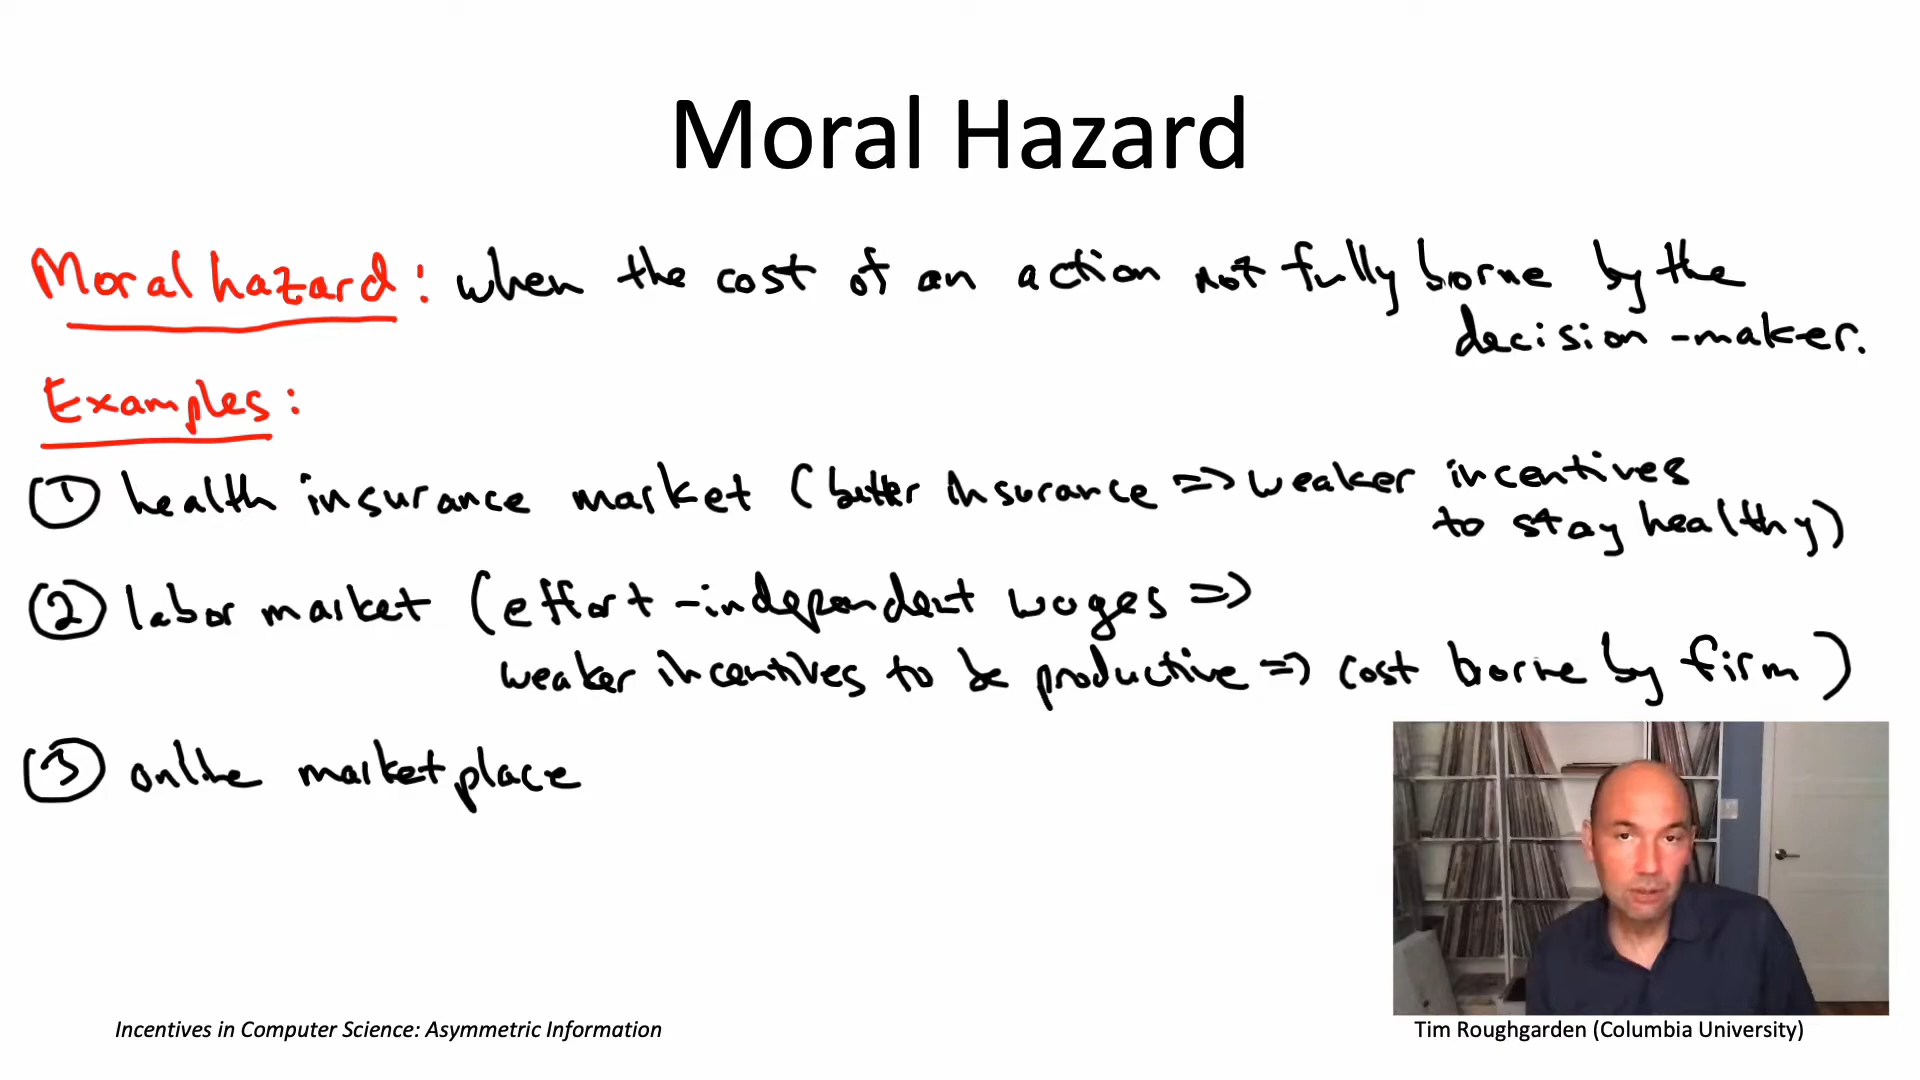 Moral Hazard
Moral hazard: when the cost of an action not fully borne by the
decision-maker.
Examples:
① health insurance market (better insurance => weaker incentives
to stay healthy)
② labor market (effort-independent wages =>
weaker incentives to be productive => cost borne by firm)
③ online marketplace
Incentives in Computer Science: Asymmetric Information
Tim Roughgarden (Columbia University)